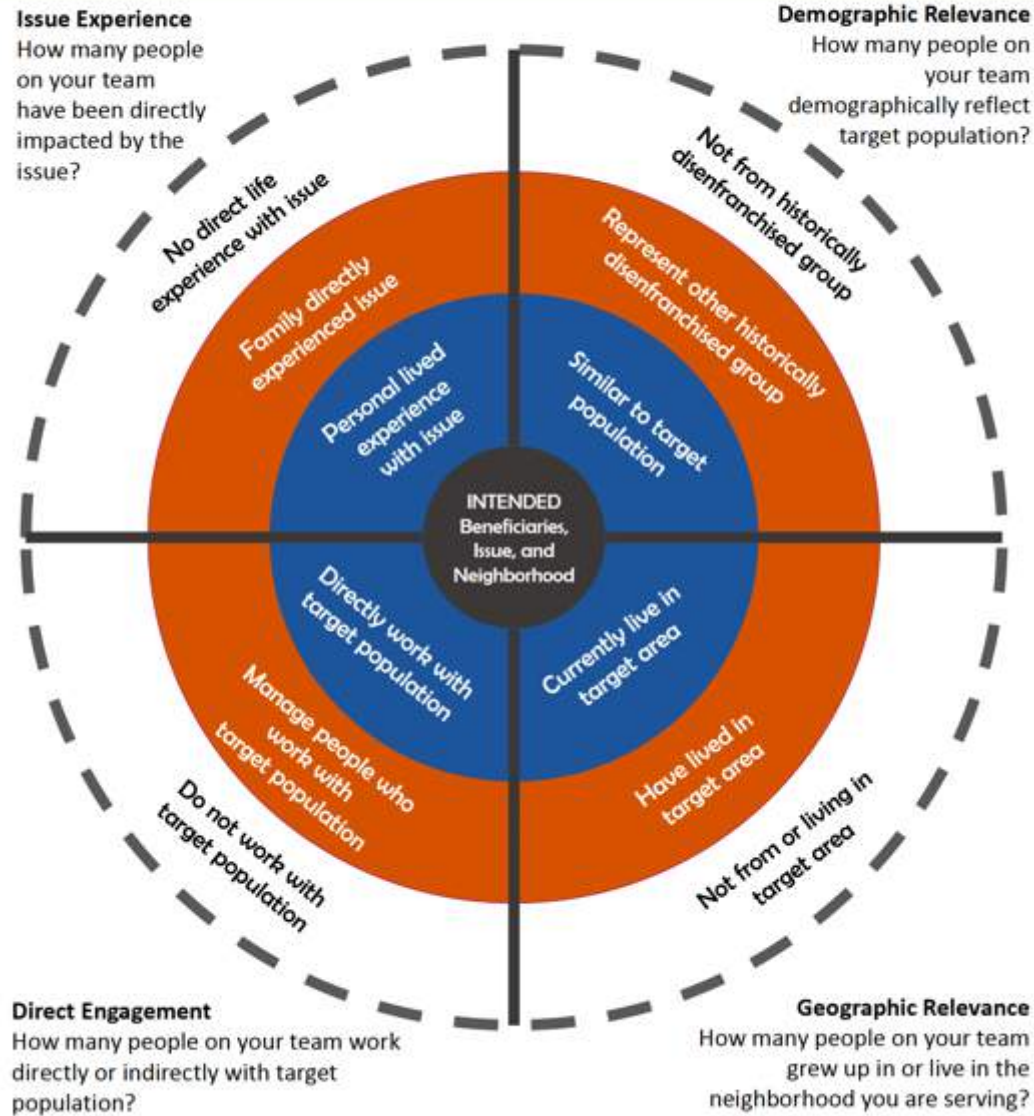 Issue Experience
How many people
on your team
have been directly
impacted by the
issue?
Demographic Relevance
How many people on
your team
demographically reflect
target population?
No direct life
experience with issue
Not from historically
disenfranchised group
Family directly
experienced issue
Represent other historically
disenfranchised group
Personal lived
experience
with issue
Similar to target
population
INTENDED
Beneficiaries,
Issue, and
Neighborhood
Directly work with
target population
Currently live in
target area
Manage people who
work with
target population
Have lived in
target area
Do not work with
target population
Not from or living in
target area
Direct Engagement
How many people on your team work
directly or indirectly with target
population?
Geographic Relevance
How many people on your team
grew up in or live in the
neighborhood you are serving?